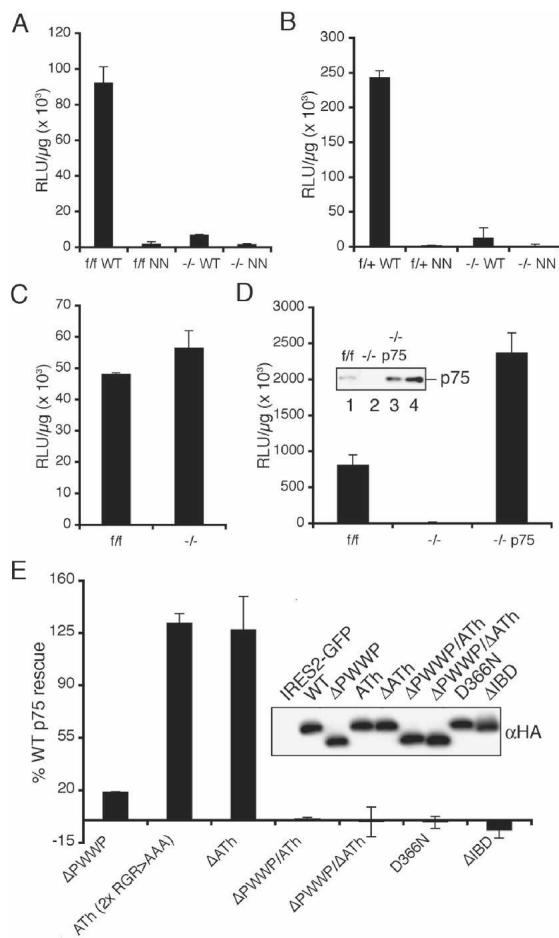 A
RLU/µg (x 10³)
120
100
80
60
40
20
0
f/f WT f/f NN -/- WT -/- NN
B
RLU/µg (x 10³)
300
250
200
150
100
50
0
f/+ WT f/+ NN -/- WT -/- NN
C
RLU/µg (x 10³)
70
60
50
40
30
20
10
0
f/f -/-
D
RLU/µg (x 10³)
3000
2500
2000
1500
1000
500
0
f/f -/- -/- p75
p75
1 2 3 4
f/f -/- -/- p75
E
% WT p75 rescue
160
125
90
55
20
-15
IRES2-GFP
WT
ΔPWWP
ATh
ΔATh
ΔPWWP/ATh
ΔPWWP/ΔATh
D366N
ΔIBD
αHA
ΔPWWP
ATh (2x RGR>AAA)
ΔATh
ΔPWWP/ATh
ΔPWWP/ΔATh
D366N
ΔIBD